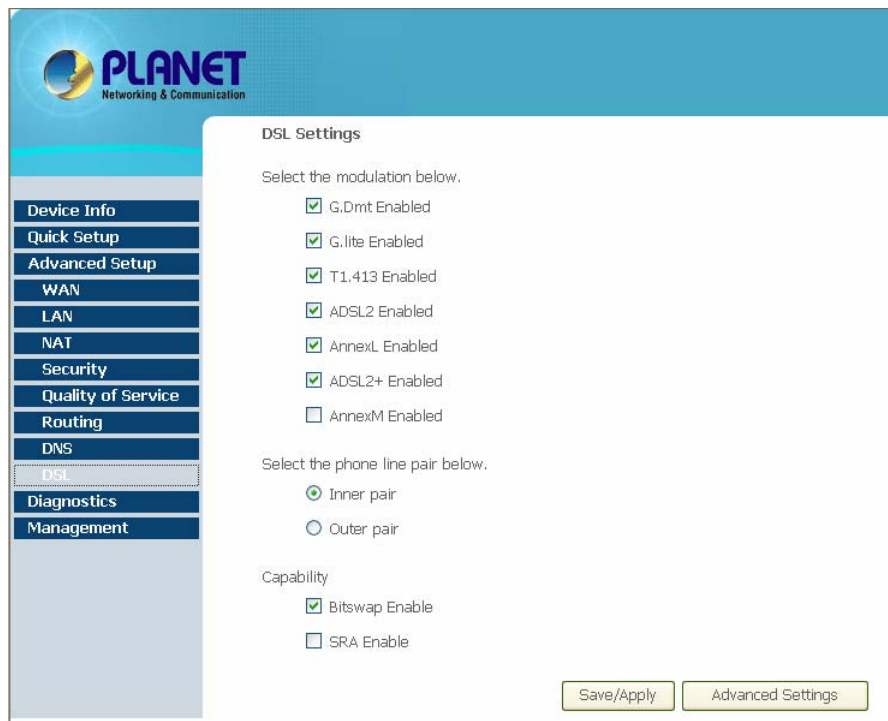 PLANET
Networking & Communication
Device Info
Quick Setup
Advanced Setup
WAN
LAN
NAT
Security
Quality of Service
Routing
DNS
DSL
Diagnostics
Management
DSL Settings
Select the modulation below.
G.Dmt Enabled
G.lite Enabled
T1.413 Enabled
ADSL2 Enabled
AnnexL Enabled
ADSL2+ Enabled
AnnexM Enabled
Select the phone line pair below.
Inner pair
Outer pair
Capability
Bitswap Enable
SRA Enable
Save/Apply Advanced Settings